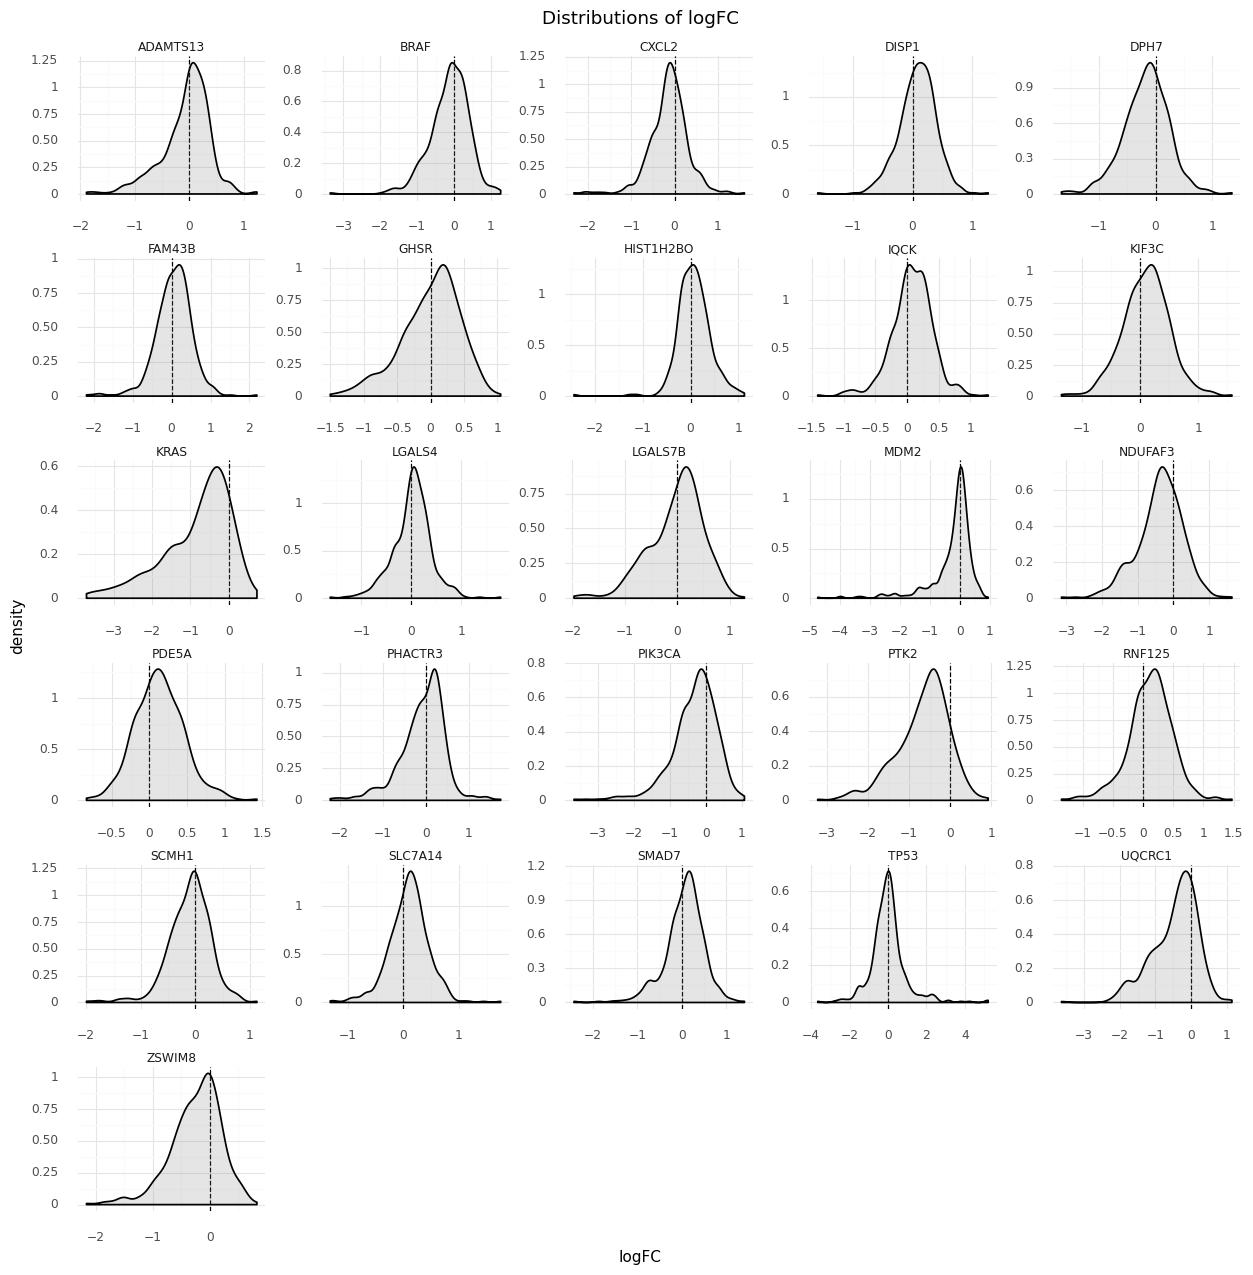 Distributions of logFC
ADAMTS13 BRAF CXCL2 DISP1 DPH7
1.25 1 0.75 0.50 0.25 0
−2 −1 0 1
0.8 0.6 0.4 0.2 0
−3 −2 −1 0 1
1.25 1 0.75 0.50 0.25 0
−2 −1 0 1
1 0.5 0
−1 0 1
0.9 0.6 0.3 0
−1 0 1
FAM43B GHSR HIST1H2BO IQCK KIF3C
1 0.75 0.50 0.25 0
−2 −1 0 1 2
1 0.75 0.50 0.25 0
−1.5 −1 −0.5 0 0.5 1
1 0.5 0
−2 −1 0 1
1 0.5 0
−1.5 −1 −0.5 0 0.5 1
1 0.75 0.50 0.25 0
−1 0 1
KRAS LGALS4 LGALS7B MDM2 NDUFAF3
0.6 0.4 0.2 0
−3 −2 −1 0
1 0.5 0
−1 0 1
0.75 0.50 0.25 0
−2 −1 0 1
1 0.5 0
−5 −4 −3 −2 −1 0 1
0.6 0.4 0.2 0
−3 −2 −1 0 1
density
PDE5A PHACTR3 PIK3CA PTK2 RNF125
1 0.5 0
−0.5 0 0.5 1 1.5
1 0.75 0.50 0.25 0
−2 −1 0 1
0.8 0.6 0.4 0.2 0
−3 −2 −1 0 1
0.6 0.4 0.2 0
−3 −2 −1 0 1
1.25 1 0.75 0.50 0.25 0
−1 −0.5 0 0.5 1 1.5
SCMH1 SLC7A14 SMAD7 TP53 UQCRC1
1.25 1 0.75 0.50 0.25 0
−2 −1 0 1
1 0.5 0
−1 0 1
1.2 0.9 0.6 0.3 0
−2 −1 0 1
0.6 0.4 0.2 0
−4 −2 0 2 4
0.8 0.6 0.4 0.2 0
−3 −2 −1 0 1
ZSWIM8
1 0.75 0.50 0.25 0
−2 −1 0
logFC